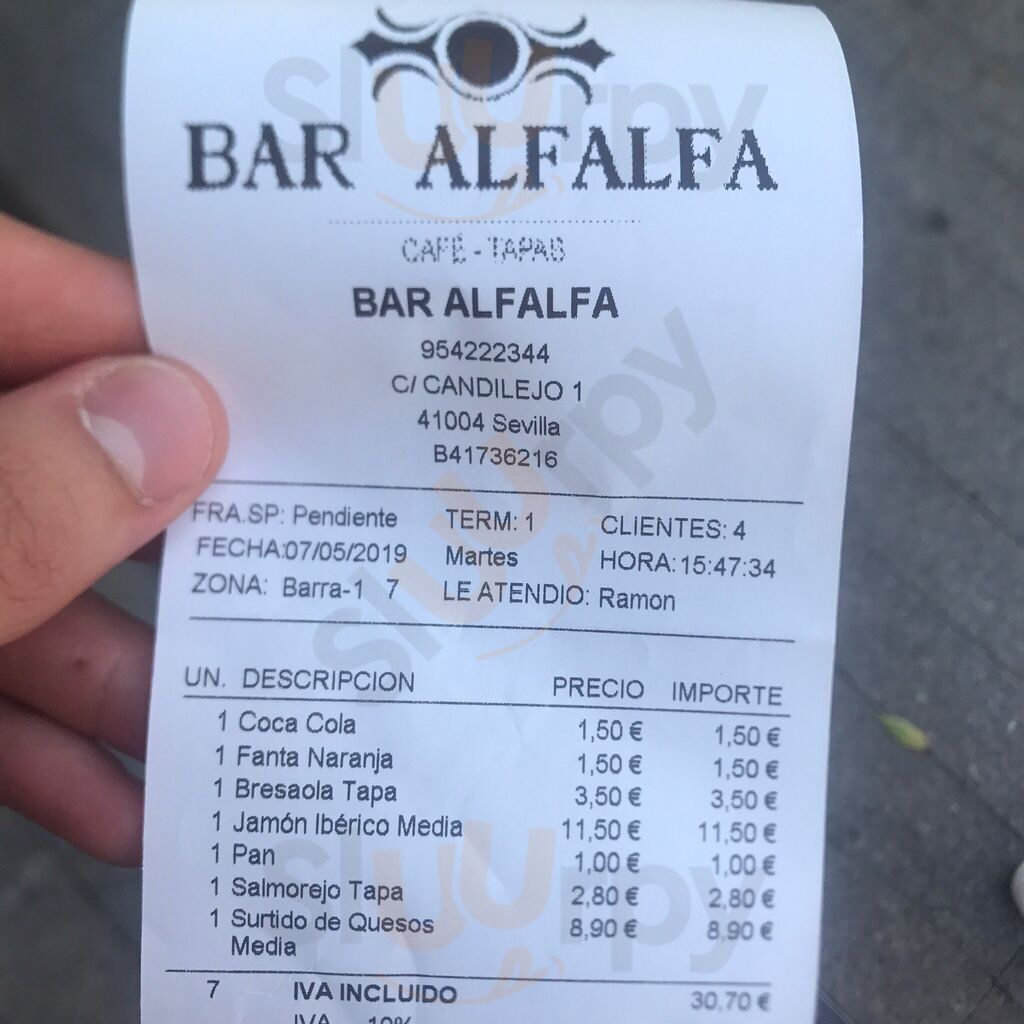 BAR ALFALFA
CAFÉ - TAPAS
BAR ALFALFA
954222344
C/ CANDILEJO 1
41004 Sevilla
B41736216
FRA.SP: Pendiente TERM: 1 CLIENTES: 4
FECHA:07/05/2019 Martes HORA: 15:47:34
ZONA: Barra-1 7 LE ATENDIO: Ramon
UN. DESCRIPCION PRECIO IMPORTE
1 Coca Cola 1,50 € 1,50 €
1 Fanta Naranja 1,50 € 1,50 €
1 Bresaola Tapa 3,50 € 3,50 €
1 Jamón Ibérico Media 11,50 € 11,50 €
1 Pan 1,00 € 1,00 €
1 Salmorejo Tapa 2,80 € 2,80 €
1 Surtido de Quesos 8,90 € 8,90 €
Media
7 IVA INCLUIDO 30,70 €
IVA 10%
Sluurpy
Sluurpy
Sluurpy